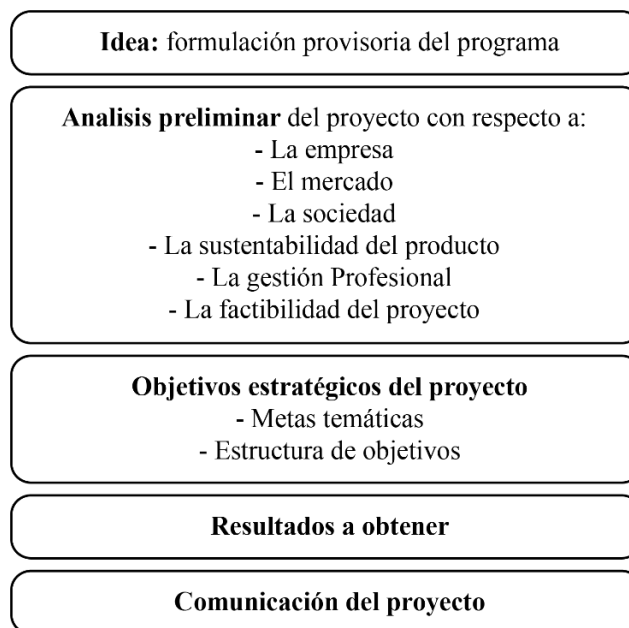 Idea: formulación provisoria del programa
Analisis preliminar del proyecto con respecto a:
- La empresa
- El mercado
- La sociedad
- La sustentabilidad del producto
- La gestión Profesional
- La factibilidad del proyecto
Objetivos estratégicos del proyecto
- Metas temáticas
- Estructura de objetivos
Resultados a obtener
Comunicación del proyecto